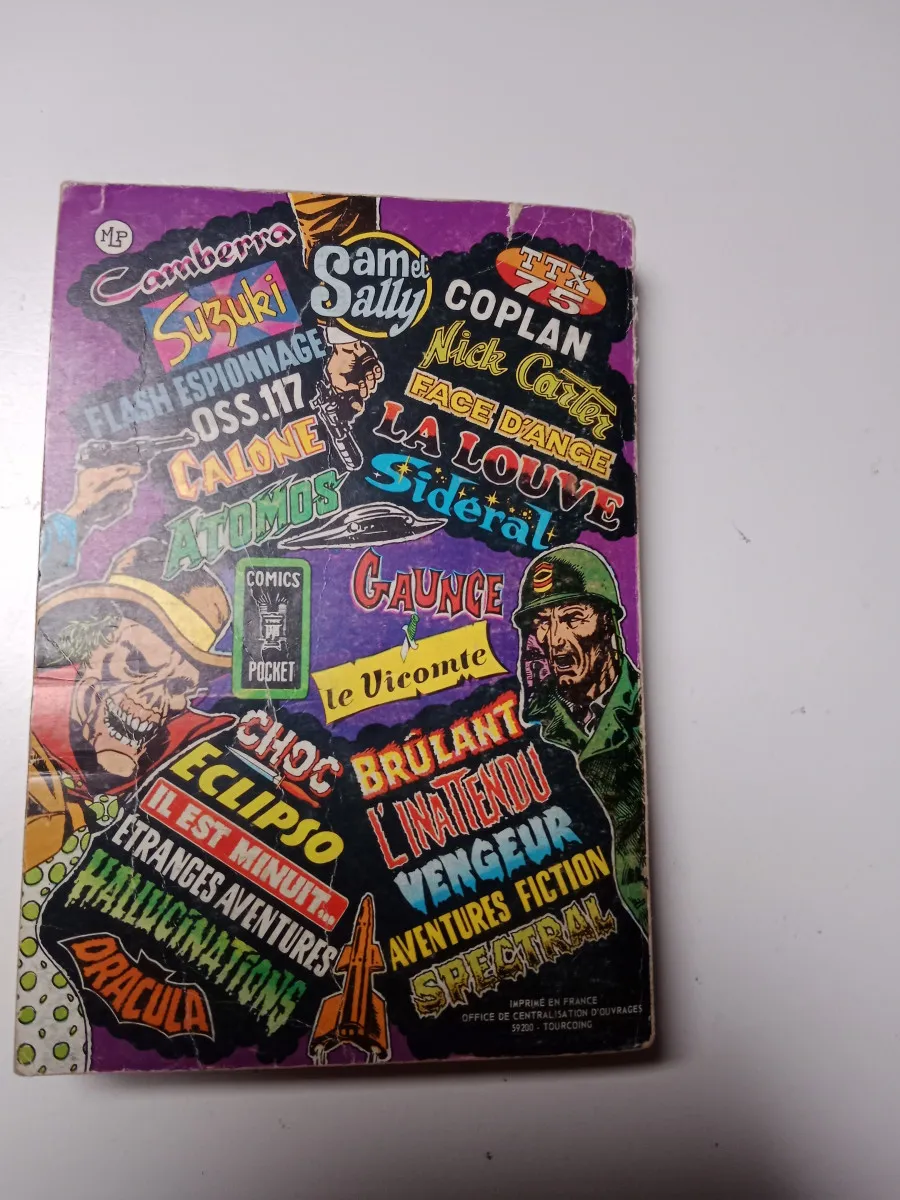 MLP
Camberra
Suzuki
FLASH ESPIONNAGE
OSS.117
CALONE
ATOMOS
Sam et
Sally
TTX
75
COPLAN
Nick Carter
FACE D'ANGE
LA LOUVE
Sidéral
COMICS
POCKET
GAUNCE
le Vicomte
CHOC
ECLIPSO
IL EST MINUIT...
ETRANGES AVENTURES
HALLUCINATIONS
DRACULA
BRÛLANT
L'INATTENDU
VENGEUR
AVENTURES FICTION
SPECTRAL
IMPRIMÉ EN FRANCE
OFFICE DE CENTRALISATION D'OUVRAGES
59200 - TOURCOING